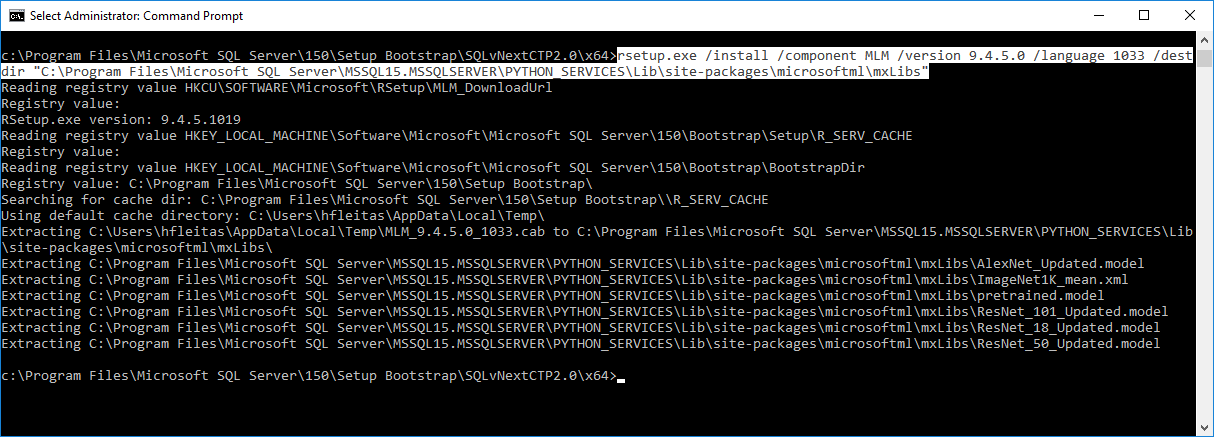 Select Administrator: Command Prompt
c:\Program Files\Microsoft SQL Server\150\Setup Bootstrap\SQLvNextCTP2.0\x64>rsetup.exe /install /component MLM /version 9.4.5.0 /language 1033 /dest
dir "C:\Program Files\Microsoft SQL Server\MSSQL15.MSSQLSERVER\PYTHON_SERVICES\Lib\site-packages\microsoftml\mxLibs"
Reading registry value HKCU\SOFTWARE\Microsoft\RSetup\MLM_DownloadUrl
Registry value:
RSetup.exe version: 9.4.5.1019
Reading registry value HKEY_LOCAL_MACHINE\Software\Microsoft\Microsoft SQL Server\150\Bootstrap\Setup\R_SERV_CACHE
Registry value:
Reading registry value HKEY_LOCAL_MACHINE\Software\Microsoft\Microsoft SQL Server\150\Bootstrap\BootstrapDir
Registry value: C:\Program Files\Microsoft SQL Server\150\Setup Bootstrap\
Searching for cache dir: C:\Program Files\Microsoft SQL Server\150\Setup Bootstrap\\R_SERV_CACHE
Using default cache directory: C:\Users\hfleitas\AppData\Local\Temp\
Extracting C:\Users\hfleitas\AppData\Local\Temp\MLM_9.4.5.0_1033.cab to C:\Program Files\Microsoft SQL Server\MSSQL15.MSSQLSERVER\PYTHON_SERVICES\Lib
\site-packages\microsoftml\mxLibs\
Extracting C:\Program Files\Microsoft SQL Server\MSSQL15.MSSQLSERVER\PYTHON_SERVICES\Lib\site-packages\microsoftml\mxLibs\AlexNet_Updated.model
Extracting C:\Program Files\Microsoft SQL Server\MSSQL15.MSSQLSERVER\PYTHON_SERVICES\Lib\site-packages\microsoftml\mxLibs\ImageNet1K_mean.xml
Extracting C:\Program Files\Microsoft SQL Server\MSSQL15.MSSQLSERVER\PYTHON_SERVICES\Lib\site-packages\microsoftml\mxLibs\pretrained.model
Extracting C:\Program Files\Microsoft SQL Server\MSSQL15.MSSQLSERVER\PYTHON_SERVICES\Lib\site-packages\microsoftml\mxLibs\ResNet_101_Updated.model
Extracting C:\Program Files\Microsoft SQL Server\MSSQL15.MSSQLSERVER\PYTHON_SERVICES\Lib\site-packages\microsoftml\mxLibs\ResNet_18_Updated.model
Extracting C:\Program Files\Microsoft SQL Server\MSSQL15.MSSQLSERVER\PYTHON_SERVICES\Lib\site-packages\microsoftml\mxLibs\ResNet_50_Updated.model
c:\Program Files\Microsoft SQL Server\150\Setup Bootstrap\SQLvNextCTP2.0\x64>